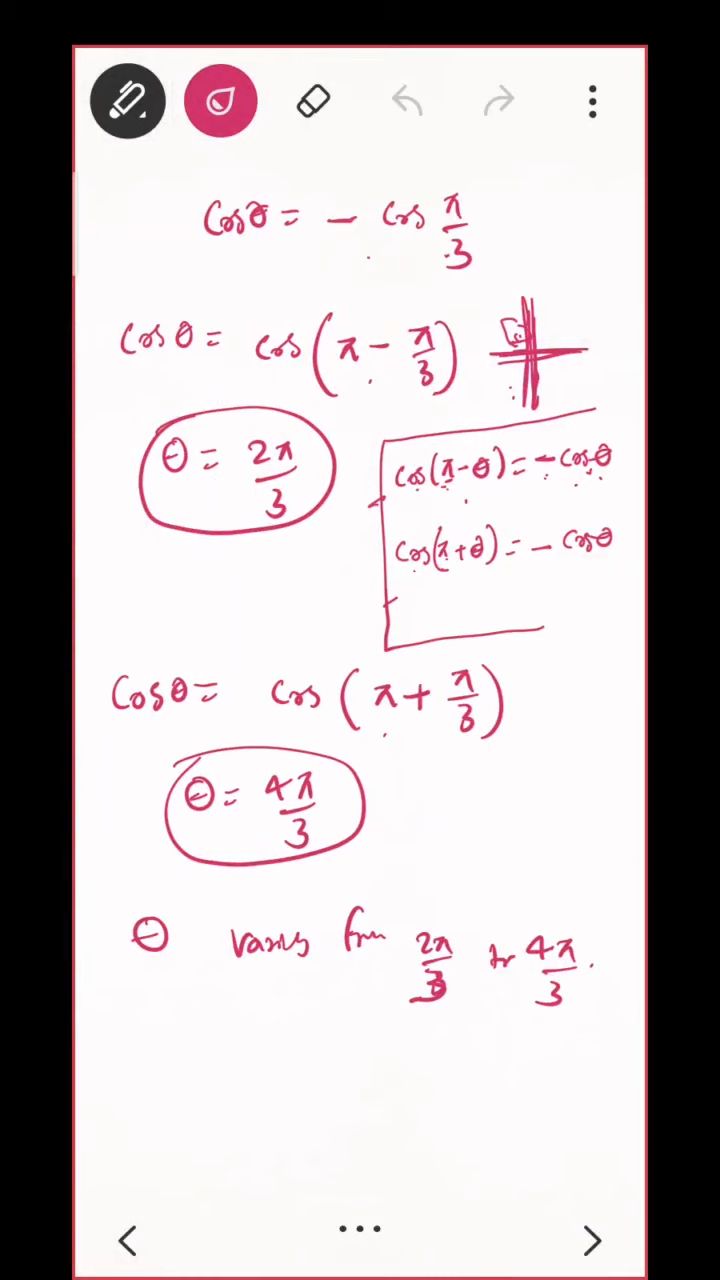 Cosθ = - cos π/3
Cosθ = cos(π - π/3)
θ = 2π/3
cos(π-θ) = -cosθ
cos(π+θ) = - cosθ
Cosθ = cos(π + π/3)
θ = 4π/3
θ varies from 2π/3 to 4π/3.